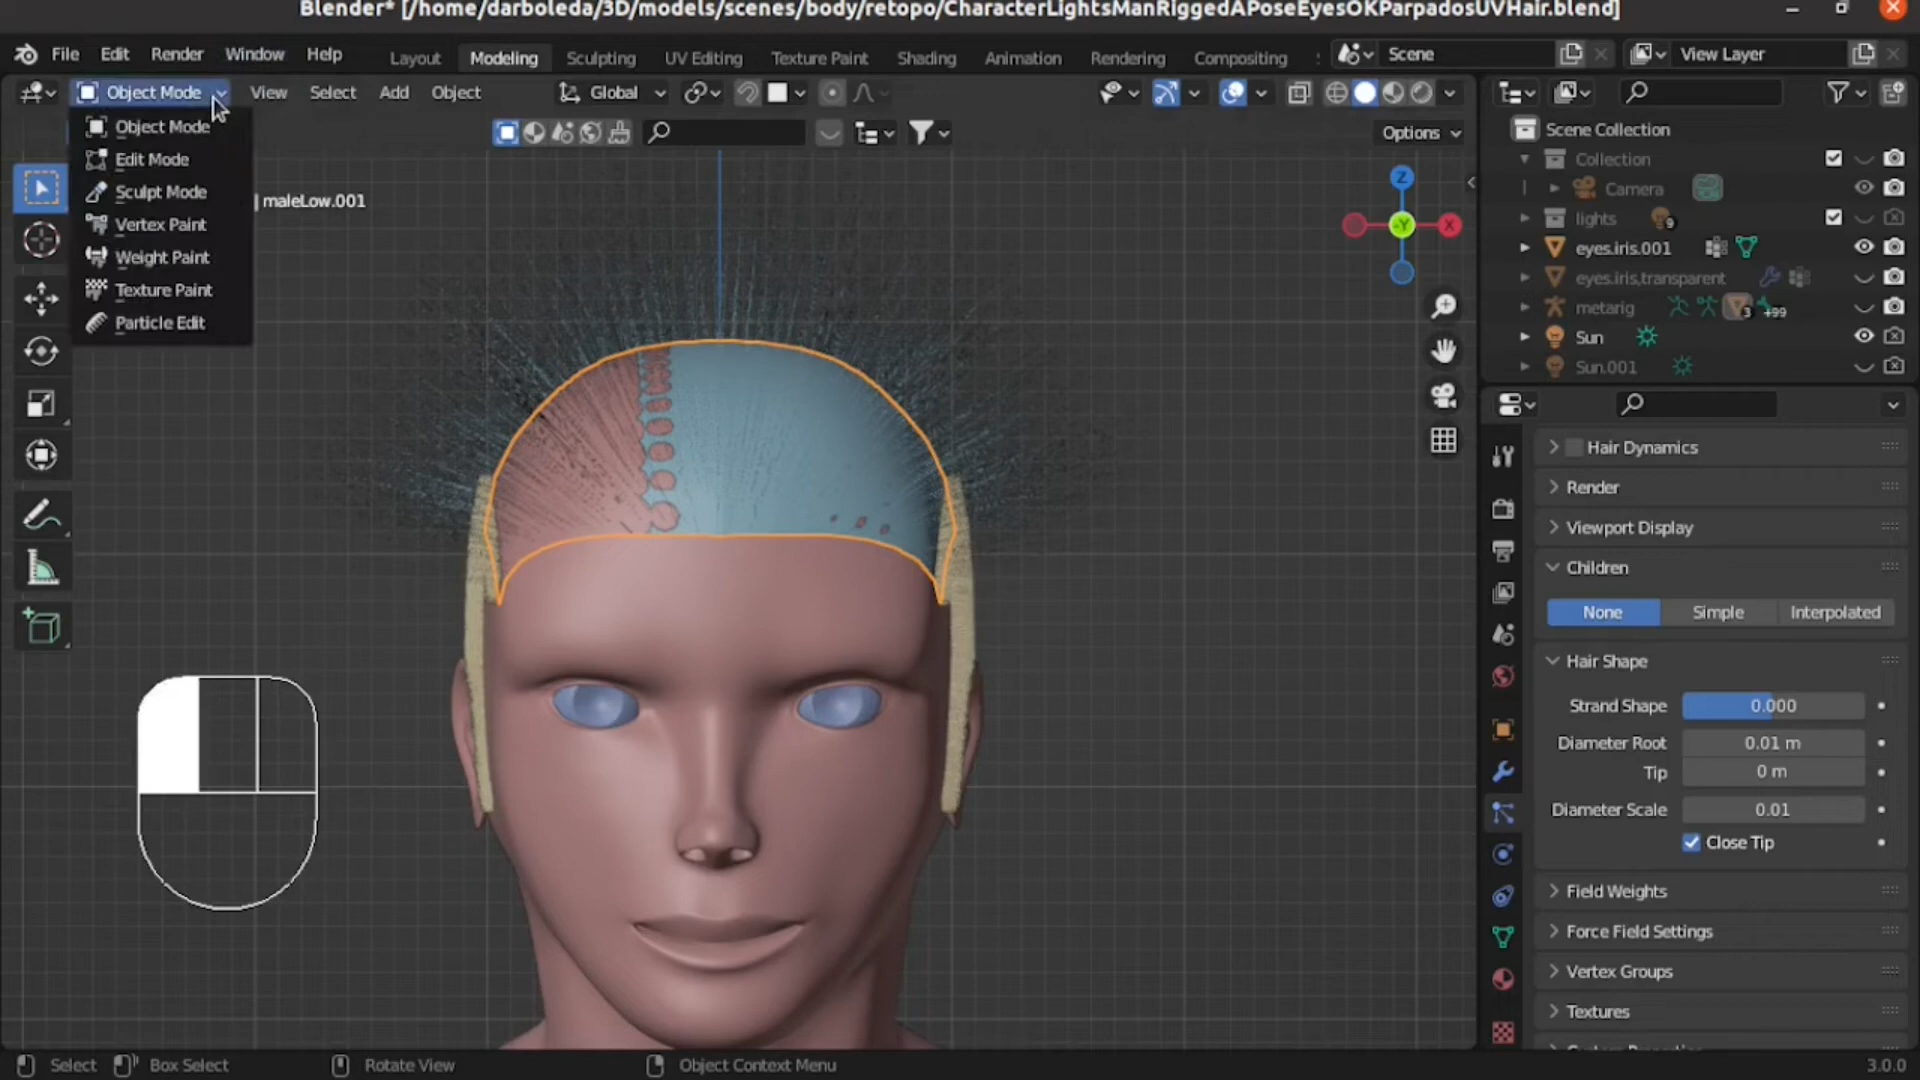 Blender* [/home/darboleda/3D/models/scenes/body/retopo/CharacterLightsManRiggedAPoseEyesOKParpadosUVHair.blend]
File Edit Render Window Help
Layout Modeling Sculpting UV Editing Texture Paint Shading Animation Rendering Compositing
Scene
View Layer
Object Mode View Select Add Object
Global
Options
Object Mode
Edit Mode
Sculpt Mode
Vertex Paint
Weight Paint
Texture Paint
Particle Edit
| maleLow.001
Z
X
-Y
Scene Collection
Collection
Camera
lights
9
eyes.iris.001
eyes.iris,transparent
metarig
3
+99
Sun
Sun.001
Hair Dynamics
Render
Viewport Display
Children
None Simple Interpolated
Hair Shape
Strand Shape 0.000
Diameter Root 0.01 m
Tip 0 m
Diameter Scale 0.01
Close Tip
Field Weights
Force Field Settings
Vertex Groups
Textures
Select Box Select Rotate View Object Context Menu 3.0.0